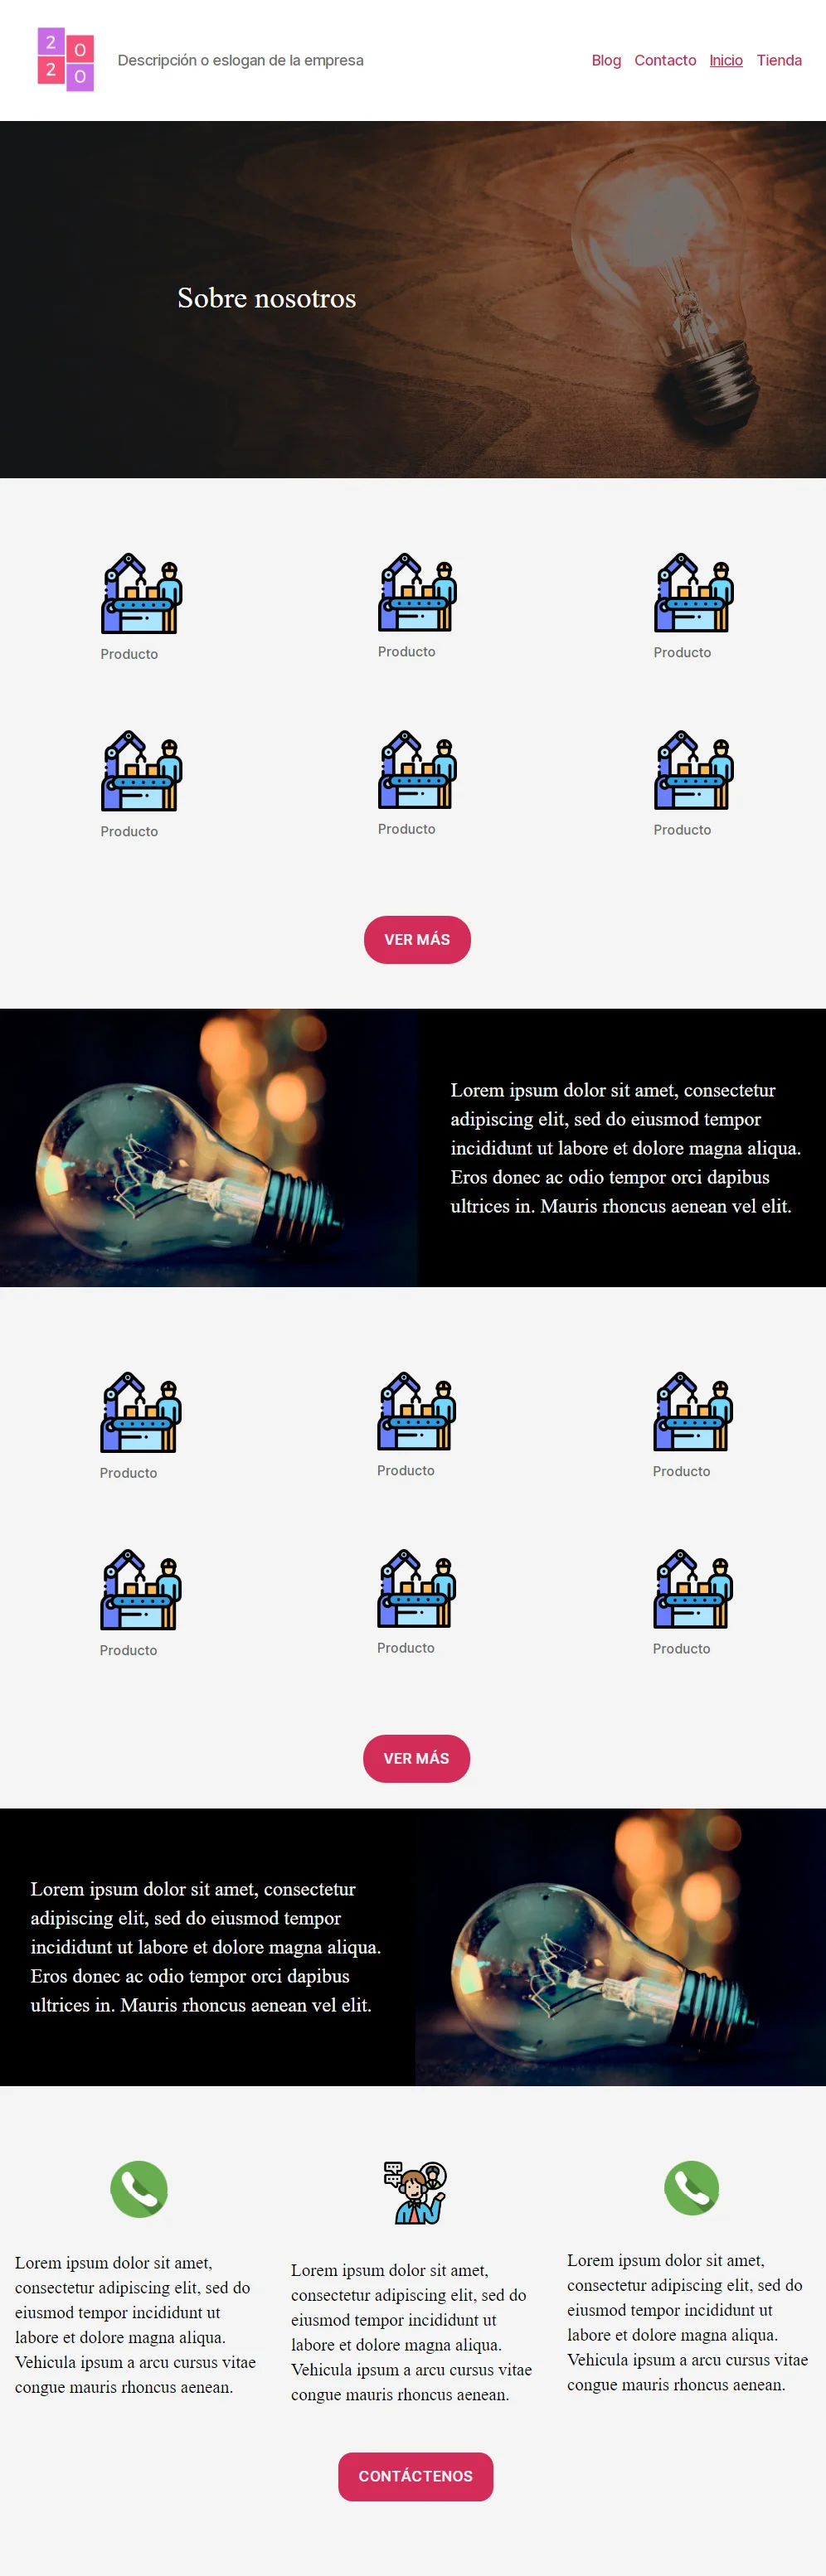 2
0
2
0
Descripción o eslogan de la empresa
Blog Contacto Inicio Tienda
Sobre nosotros
Producto Producto Producto
Producto Producto Producto
VER MÁS
Lorem ipsum dolor sit amet, consectetur
adipiscing elit, sed do eiusmod tempor
incididunt ut labore et dolore magna aliqua.
Eros donec ac odio tempor orci dapibus
ultrices in. Mauris rhoncus aenean vel elit.
Producto Producto Producto
Producto Producto Producto
VER MÁS
Lorem ipsum dolor sit amet, consectetur
adipiscing elit, sed do eiusmod tempor
incididunt ut labore et dolore magna aliqua.
Eros donec ac odio tempor orci dapibus
ultrices in. Mauris rhoncus aenean vel elit.
Lorem ipsum dolor sit amet,
consectetur adipiscing elit, sed do
eiusmod tempor incididunt ut
labore et dolore magna aliqua.
Vehicula ipsum a arcu cursus vitae
congue mauris rhoncus aenean.
Lorem ipsum dolor sit amet,
consectetur adipiscing elit, sed do
eiusmod tempor incididunt ut
labore et dolore magna aliqua.
Vehicula ipsum a arcu cursus vitae
congue mauris rhoncus aenean.
Lorem ipsum dolor sit amet,
consectetur adipiscing elit, sed do
eiusmod tempor incididunt ut
labore et dolore magna aliqua.
Vehicula ipsum a arcu cursus vitae
congue mauris rhoncus aenean.
CONTÁCTENOS